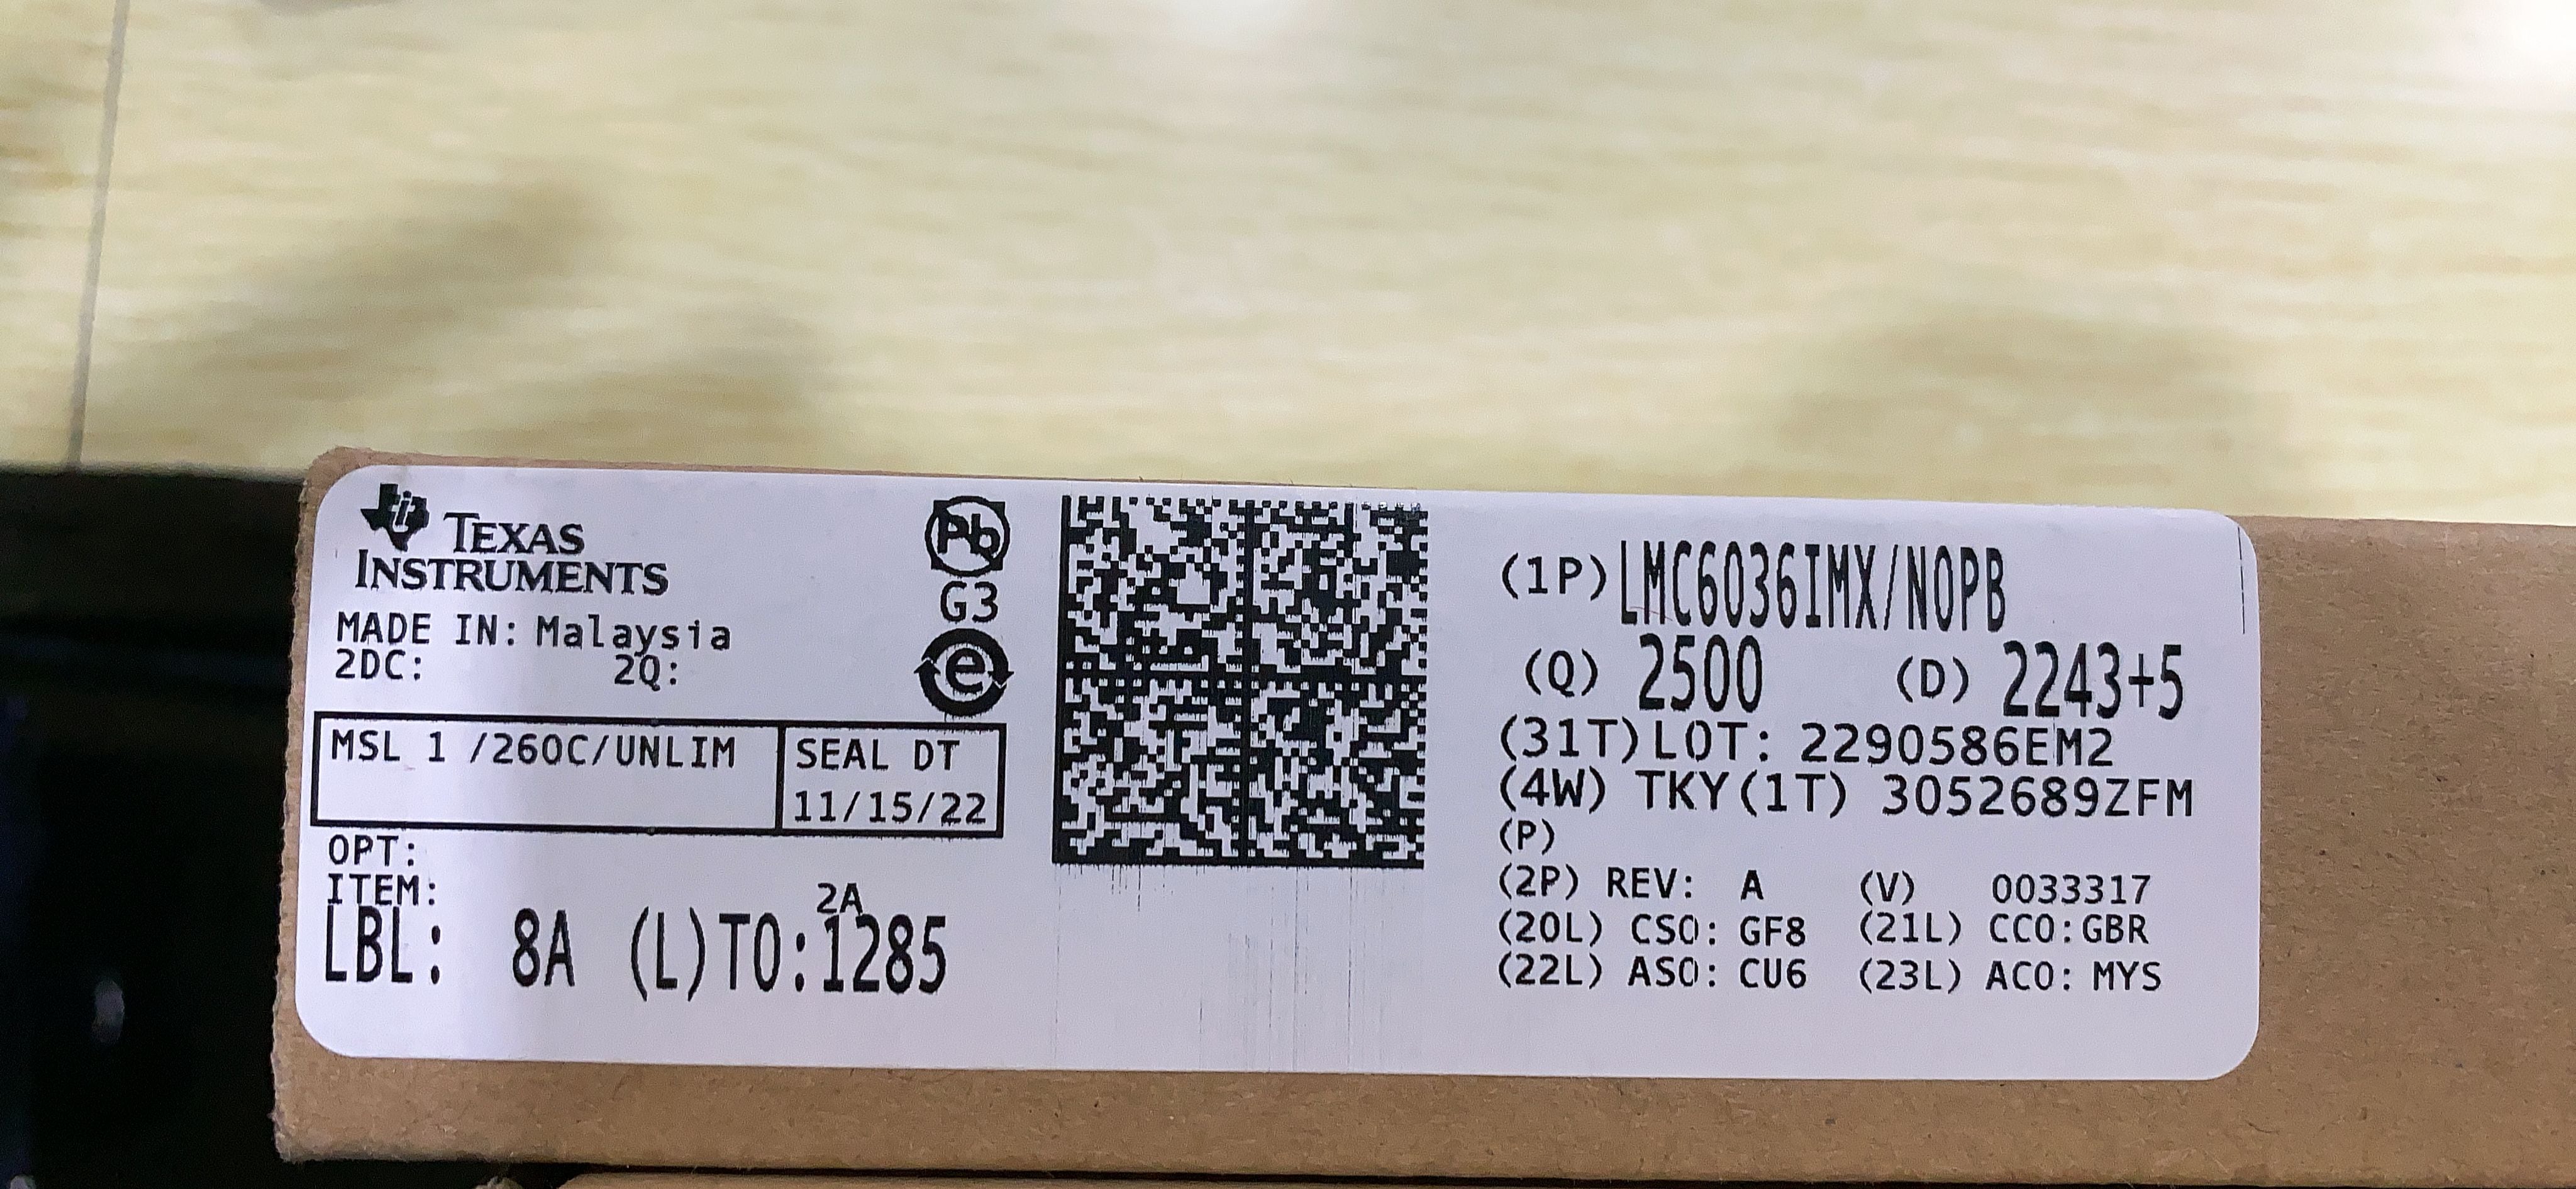 TEXAS
INSTRUMENTS
MADE IN: Malaysia
2DC: 2Q:
MSL 1 /260C/UNLIM
SEAL DT
11/15/22
OPT:
ITEM:
2A
LBL: 8A (L)TO:1285
Pb
G3
e
(1P) LMC6036IMX/NOPB
(Q) 2500 (D) 2243+5
(31T)LOT: 2290586EM2
(4W) TKY(1T) 3052689ZFM
(P)
(2P) REV: A (V) 0033317
(20L) CSO: GF8 (21L) CCO:GBR
(22L) ASO: CU6 (23L) ACO: MYS